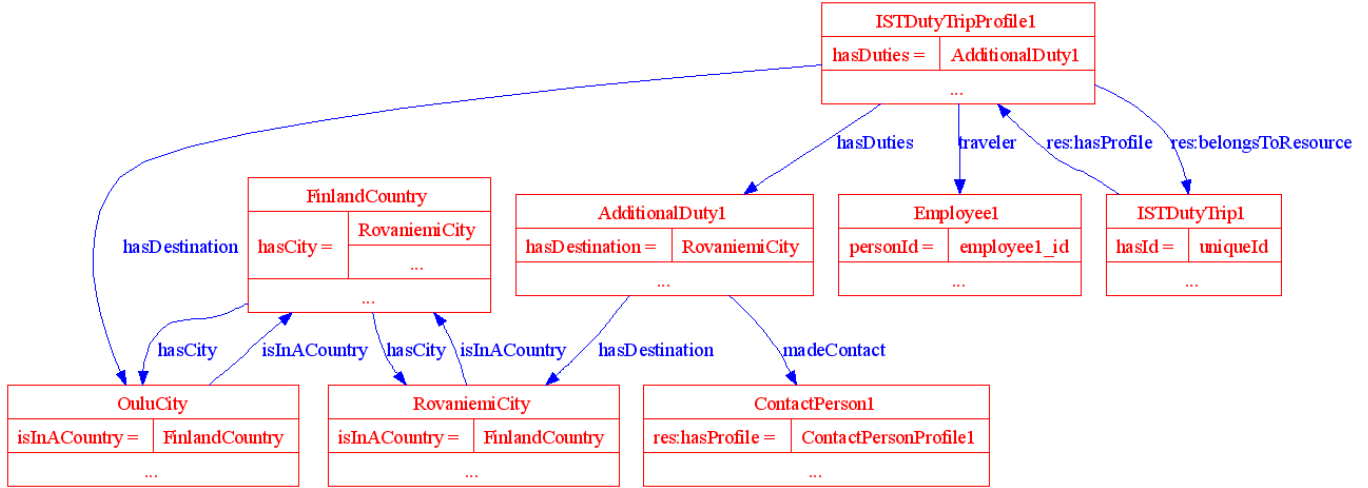 ISTDutyTripProfile1
hasDuties = AdditionalDuty1
...
hasDuties traveler res:hasProfile res:belongsToResource
FinlandCountry
hasCity = RovaniemiCity
...
...
AdditionalDuty1
hasDestination = RovaniemiCity
...
Employee1
personId = employee1_id
...
ISTDutyTrip1
hasId = uniqueId
...
hasDestination
hasCity isInACountry hasCity isInACountry hasDestination madeContact
OuluCity
isInACountry = FinlandCountry
...
RovaniemiCity
isInACountry = FinlandCountry
...
ContactPerson1
res:hasProfile = ContactPersonProfile1
...